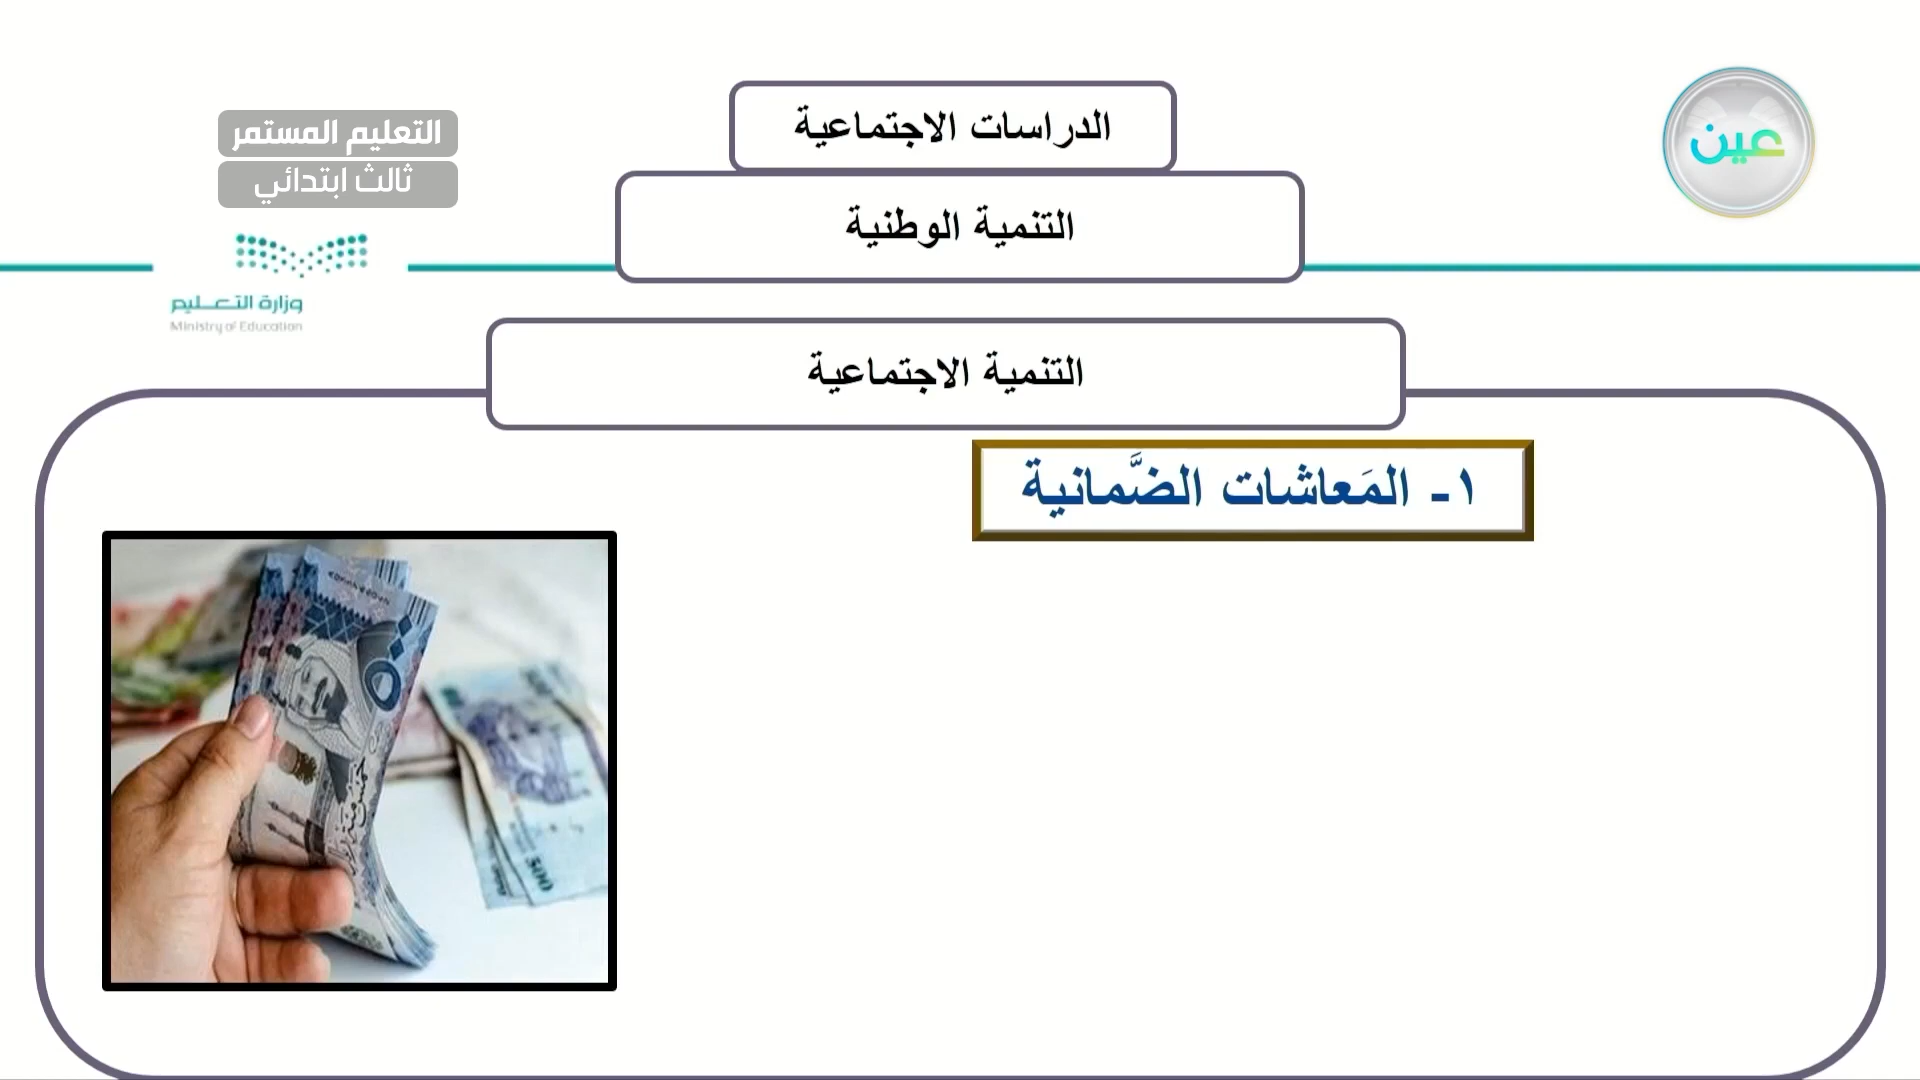 الدراسات الاجتماعية
عين
التعليم المستمر
ثالث ابتدائي
التنمية الوطنية
وزارة التعليم
Ministry of Education
التنمية الاجتماعية
١- المَعاشات الضَّمانية
500